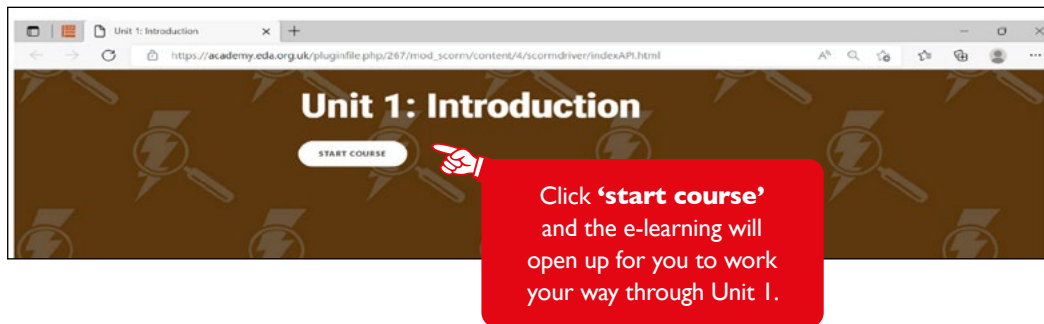 Unit 1: Introduction
https://academy.eda.org.uk/pluginfile.php/267/mod_scorm/content/4/scormdriver/indexAPI.html
Unit 1: Introduction
START COURSE
Click ‘start course’
and the e-learning will
open up for you to work
your way through Unit 1.